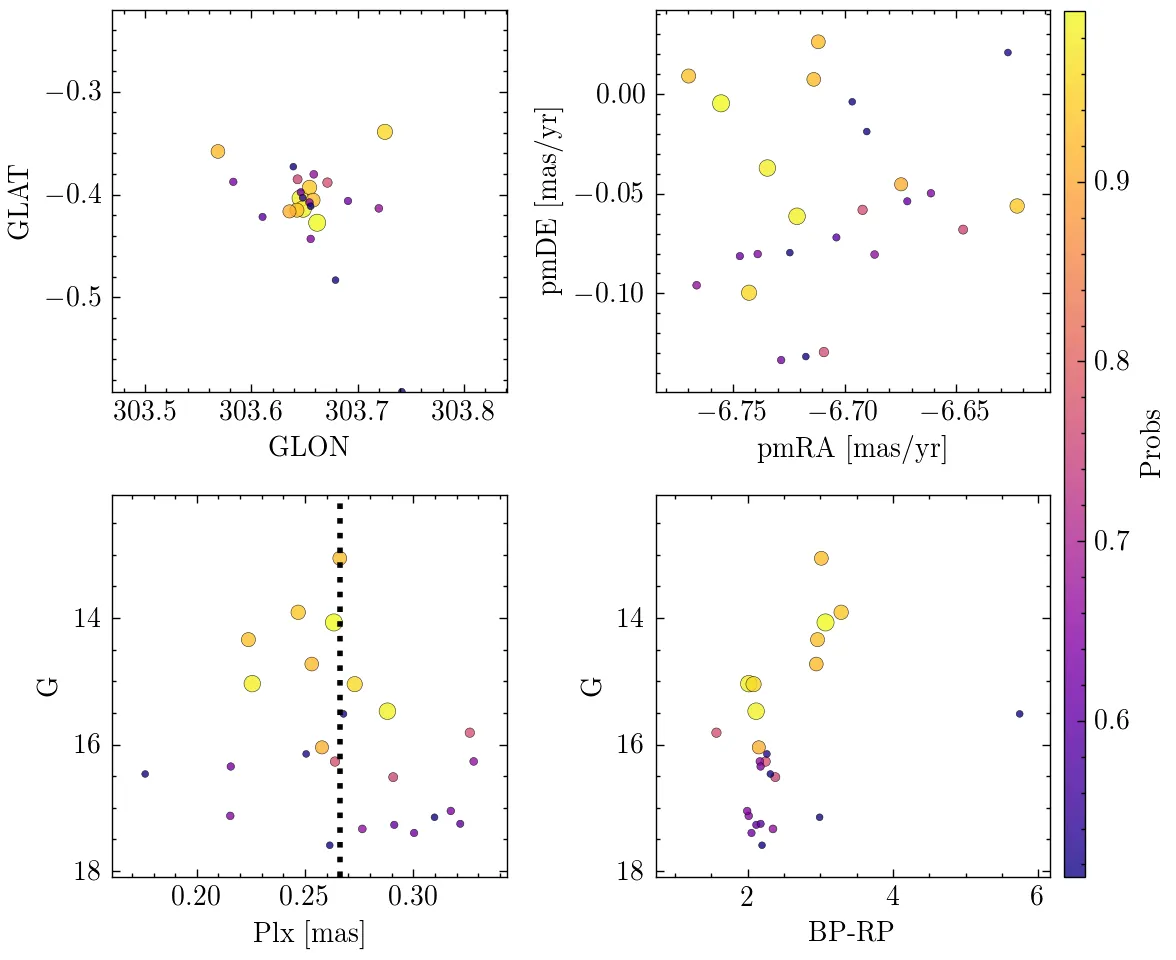 −0.3
−0.4
−0.5
GLAT
303.5 303.6 303.7 303.8
GLON
0.00
−0.05
−0.10
pmDE [mas/yr]
−6.75 −6.70 −6.65
pmRA [mas/yr]
14
16
18
G
0.20 0.25 0.30
Plx [mas]
14
16
18
G
2 4 6
BP-RP
0.9
0.8
0.7
0.6
Probs